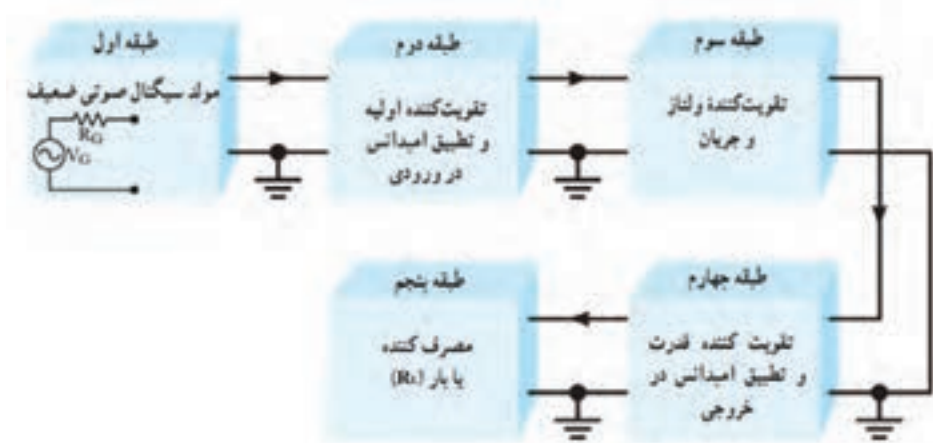 طبقه اول
مولد سیگنال صوتی ضعیف
RG
VG
طبقه دوم
تقویت‌کننده اولیه
و تطبیق امپدانس
در ورودی
طبقه سوم
تقویت‌کنندهٔ ولتاژ
و جریان
طبقه چهارم
تقویت کننده قدرت
و تطبیق امپدانس در
خروجی
طبقه پنجم
مصرف کننده
یا بار (RL)